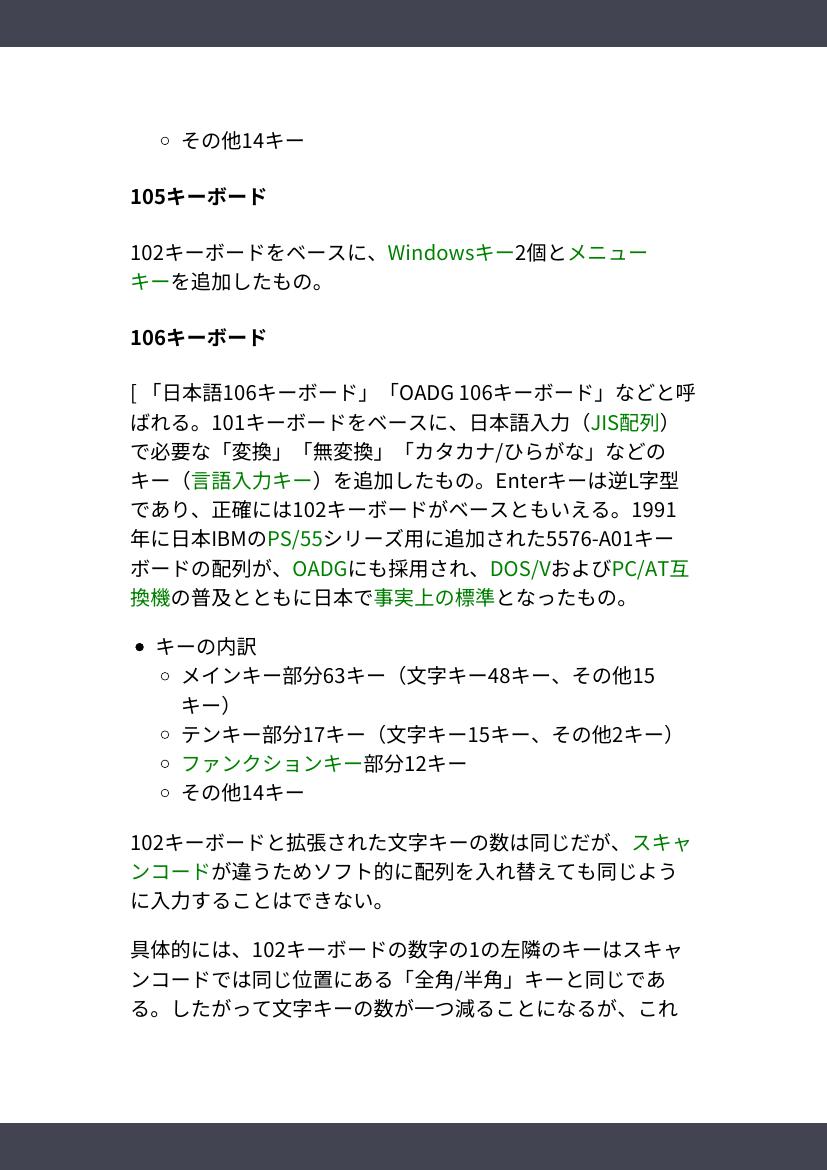 その他14キー
105キーボード
102キーボードをベースに、Windowsキー2個とメニュー
キーを追加したもの。
106キーボード
[ 「日本語106キーボード」「OADG 106キーボード」などと呼
ばれる。101キーボードをベースに、日本語入力（JIS配列）
で必要な「変換」「無変換」「カタカナ/ひらがな」などの
キー（言語入力キー）を追加したもの。Enterキーは逆L字型
であり、正確には102キーボードがベースともいえる。1991
年に日本IBMのPS/55シリーズ用に追加された5576-A01キー
ボードの配列が、OADGにも採用され、DOS/VおよびPC/AT互
換機の普及とともに日本で事実上の標準となったもの。
キーの内訳
メインキー部分63キー（文字キー48キー、その他15
キー）
テンキー部分17キー（文字キー15キー、その他2キー）
ファンクションキー部分12キー
その他14キー
102キーボードと拡張された文字キーの数は同じだが、スキャ
ンコードが違うためソフト的に配列を入れ替えても同じよう
に入力することはできない。
具体的には、102キーボードの数字の1の左隣のキーはスキャ
ンコードでは同じ位置にある「全角/半角」キーと同じであ
る。したがって文字キーの数が一つ減ることになるが、これ